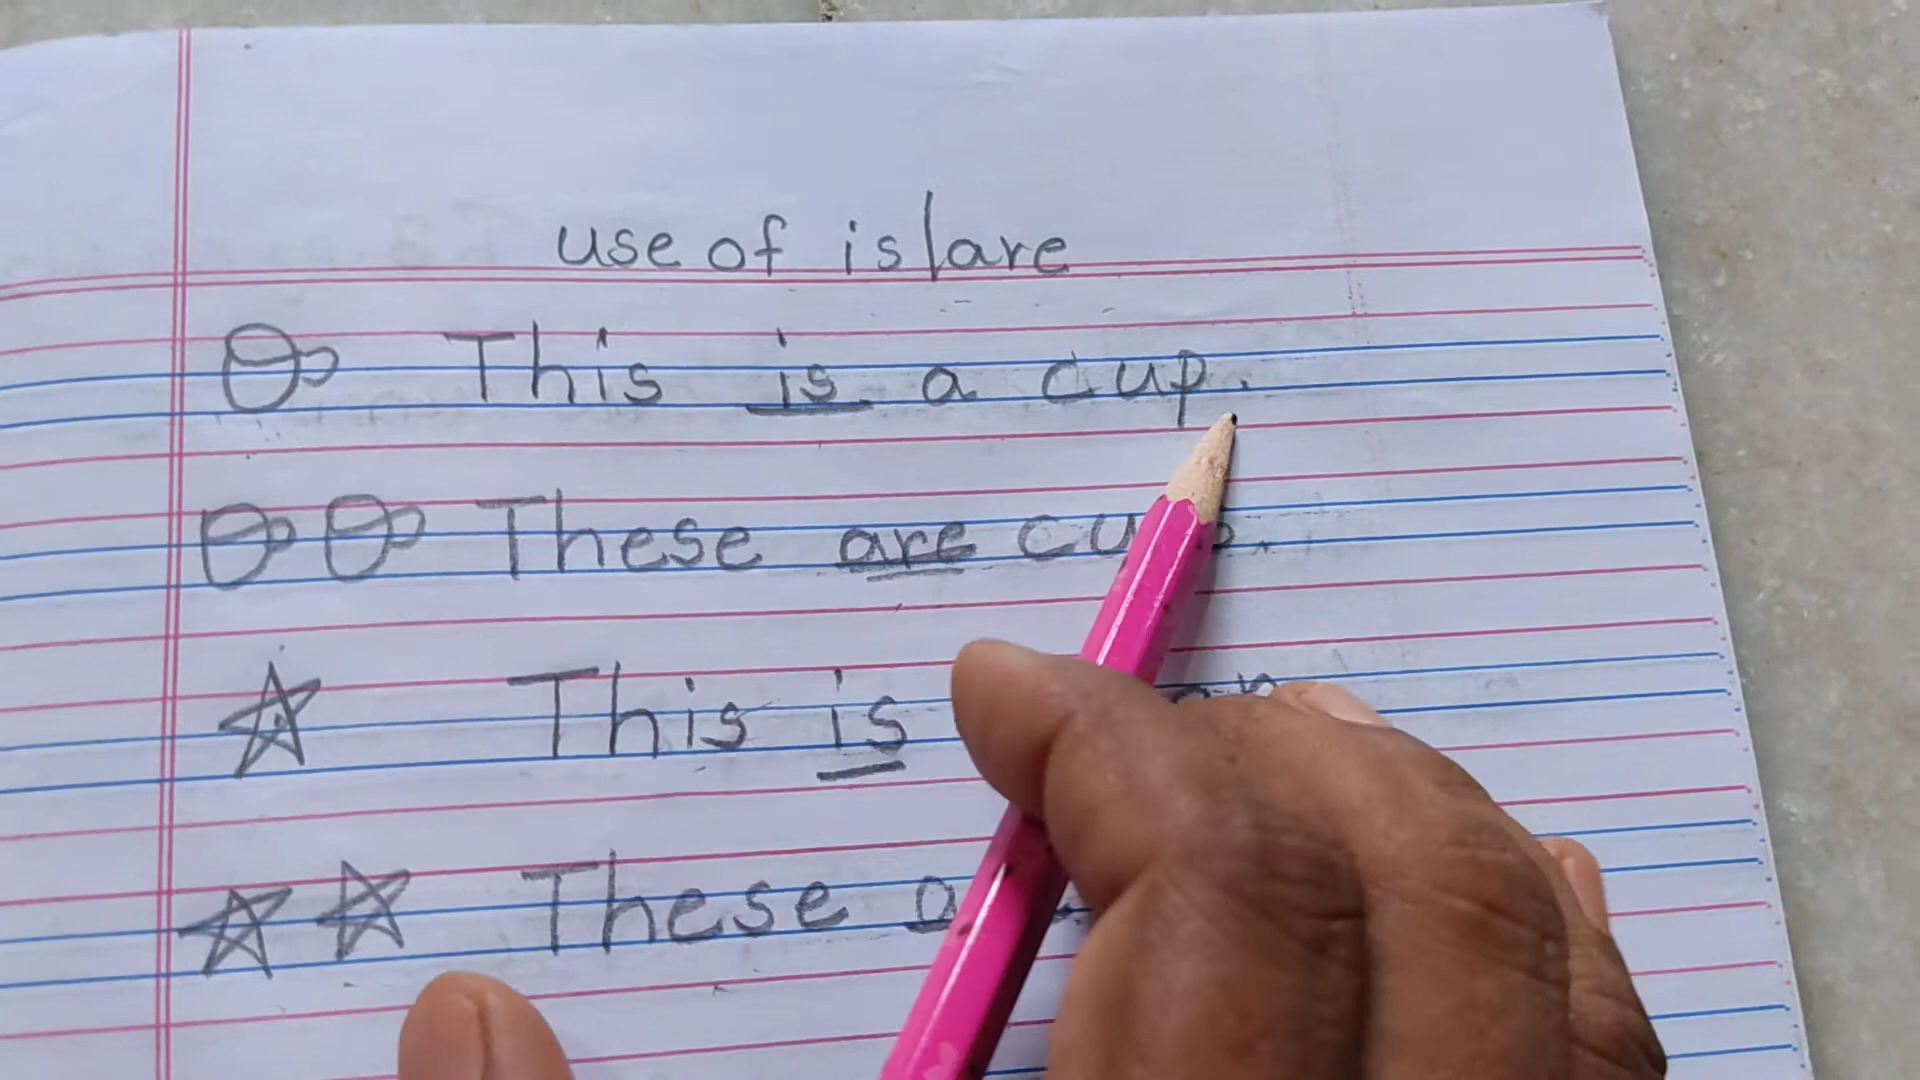 use of is/are
This is a cup.
These are
This is
These